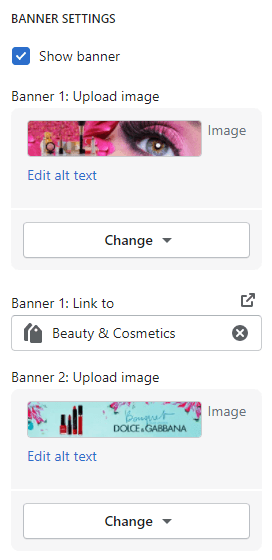 BANNER SETTINGS
Show banner
Banner 1: Upload image
Image
Edit alt text
Change
Banner 1: Link to
Beauty & Cosmetics
Banner 2: Upload image
Bouquet
DOLCE & GABBANA
Image
Edit alt text
Change